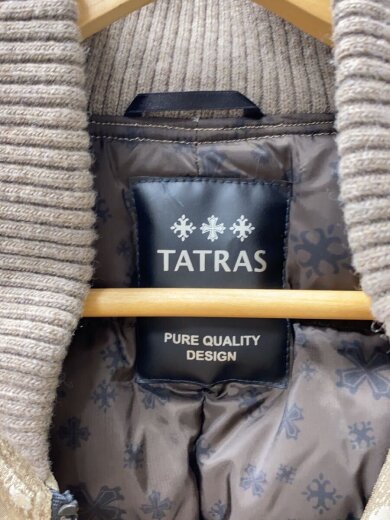 TATRAS
PURE QUALITY
DESIGN